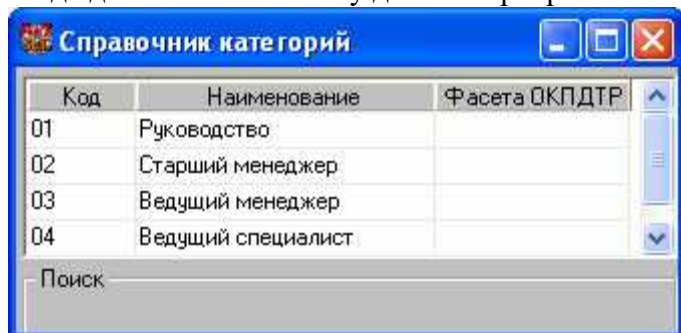 Справочник категорий
Код Наименование Фасета ОКПДТР
01 Руководство
02 Старший менеджер
03 Ведущий менеджер
04 Ведущий специалист
Поиск